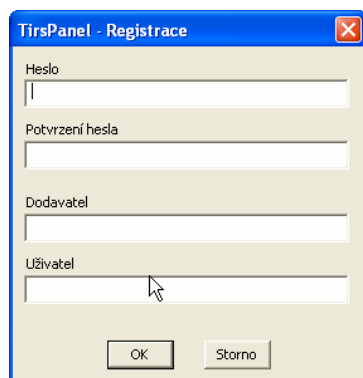 TirsPanel - Registrace
Heslo
Potvrzení hesla
Dodavatel
Uživatel
OK Storno